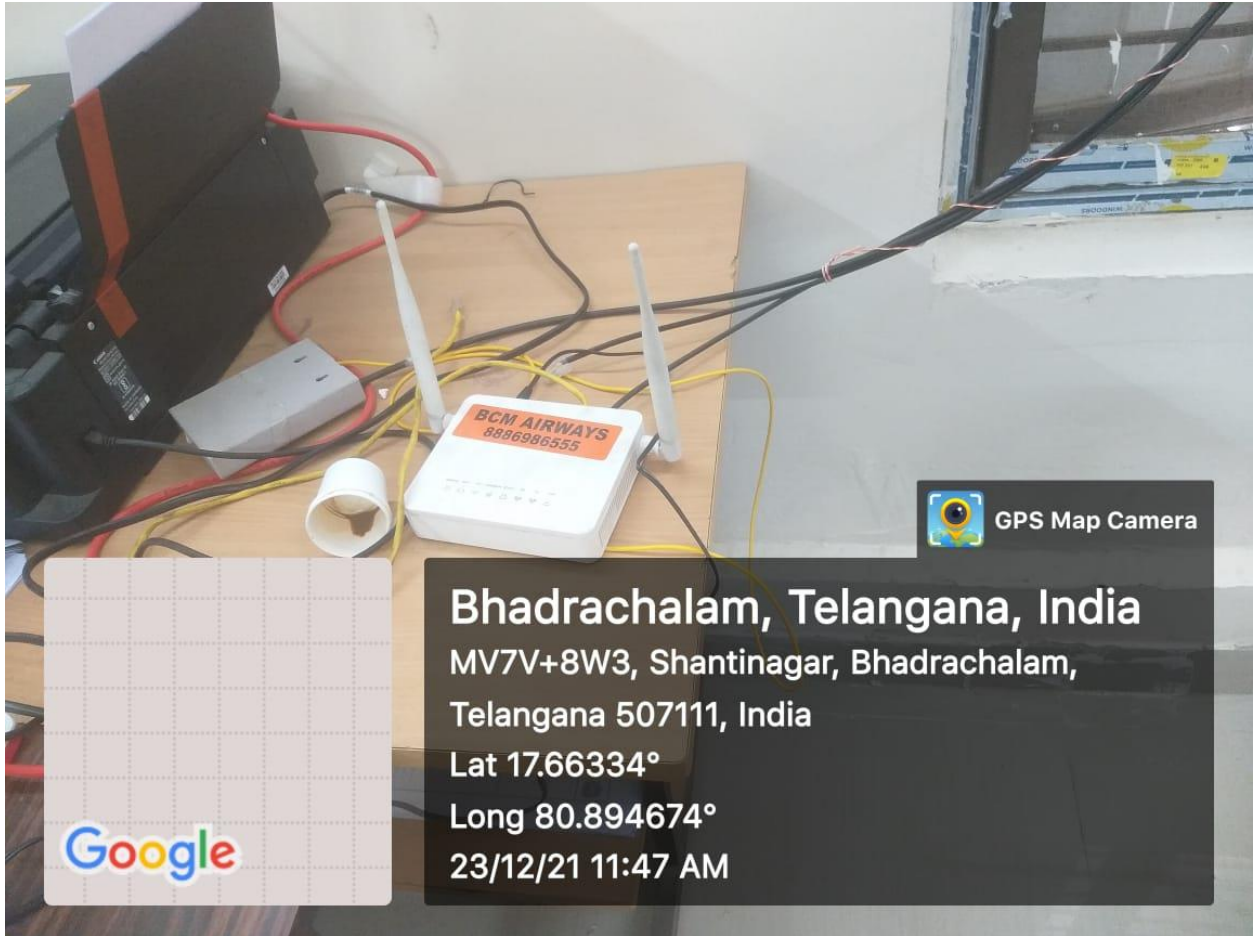 BCM AIRWAYS
8886986555
GPS Map Camera
Bhadrachalam, Telangana, India
MV7V+8W3, Shantinagar, Bhadrachalam,
Telangana 507111, India
Lat 17.66334°
Long 80.894674°
23/12/21 11:47 AM
Google